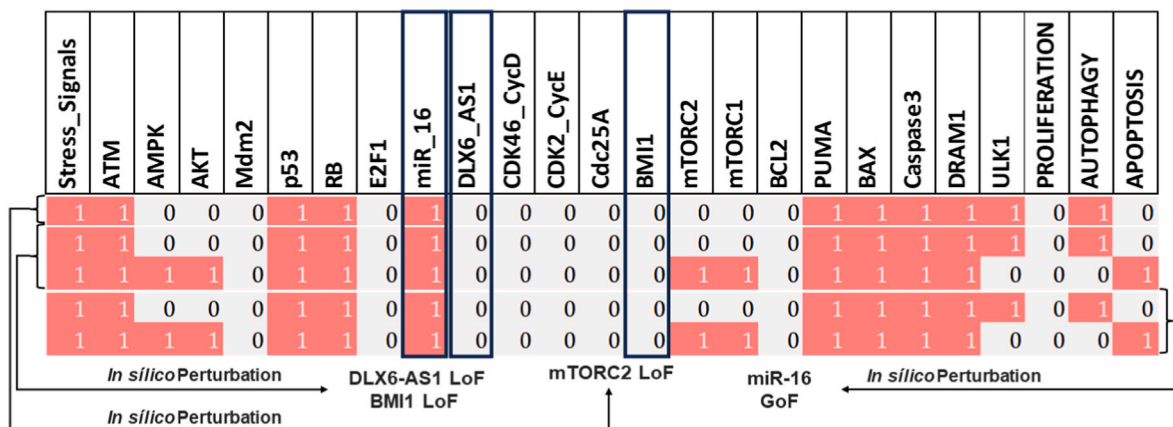 Stress_Signals ATM AMPK AKT Mdm2 p53 RB E2F1 miR_16 DLX6_AS1 CDK46_CycD CDK2_CycE Cdc25A BMI1 mTORC2 mTORC1 BCL2 PUMA BAX Caspase3 DRAM1 ULK1 PROLIFERATION AUTOPHAGY APOPTOSIS
1 1 0 0 0 1 1 0 1 0 0 0 0 0 0 0 0 1 1 1 1 1 0 1 0
1 1 0 0 0 1 1 0 1 0 0 0 0 0 0 0 0 1 1 1 1 1 0 1 0
1 1 1 1 0 1 1 0 1 0 0 0 0 0 1 1 0 1 1 1 1 0 0 0 1
1 1 0 0 0 1 1 0 1 0 0 0 0 0 0 0 0 1 1 1 1 1 0 1 0
1 1 1 1 0 1 1 0 1 0 0 0 0 0 1 1 0 1 1 1 1 0 0 0 1
In sílico Perturbation DLX6-AS1 LoF mTORC2 LoF miR-16 In sílico Perturbation
BMI1 LoF GoF
In sílico Perturbation